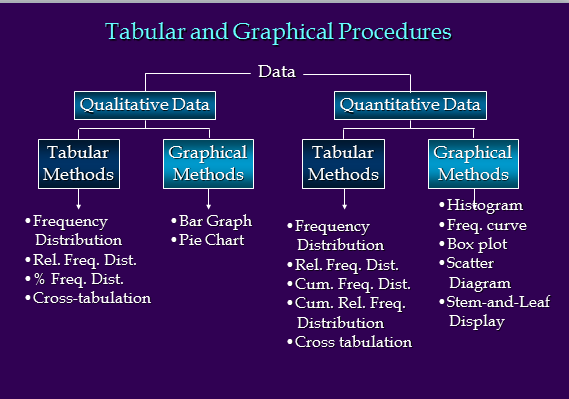 Tabular and Graphical Procedures
Data
Qualitative Data
Quantitative Data
Tabular
Methods
Graphical
Methods
Tabular
Methods
Graphical
Methods
•Frequency
Distribution
•Rel. Freq. Dist.
•% Freq. Dist.
•Cross-tabulation
•Bar Graph
•Pie Chart
•Frequency
Distribution
•Rel. Freq. Dist.
•Cum. Freq. Dist.
•Cum. Rel. Freq.
Distribution
•Cross tabulation
•Histogram
•Freq. curve
•Box plot
•Scatter
Diagram
•Stem-and-Leaf
Display